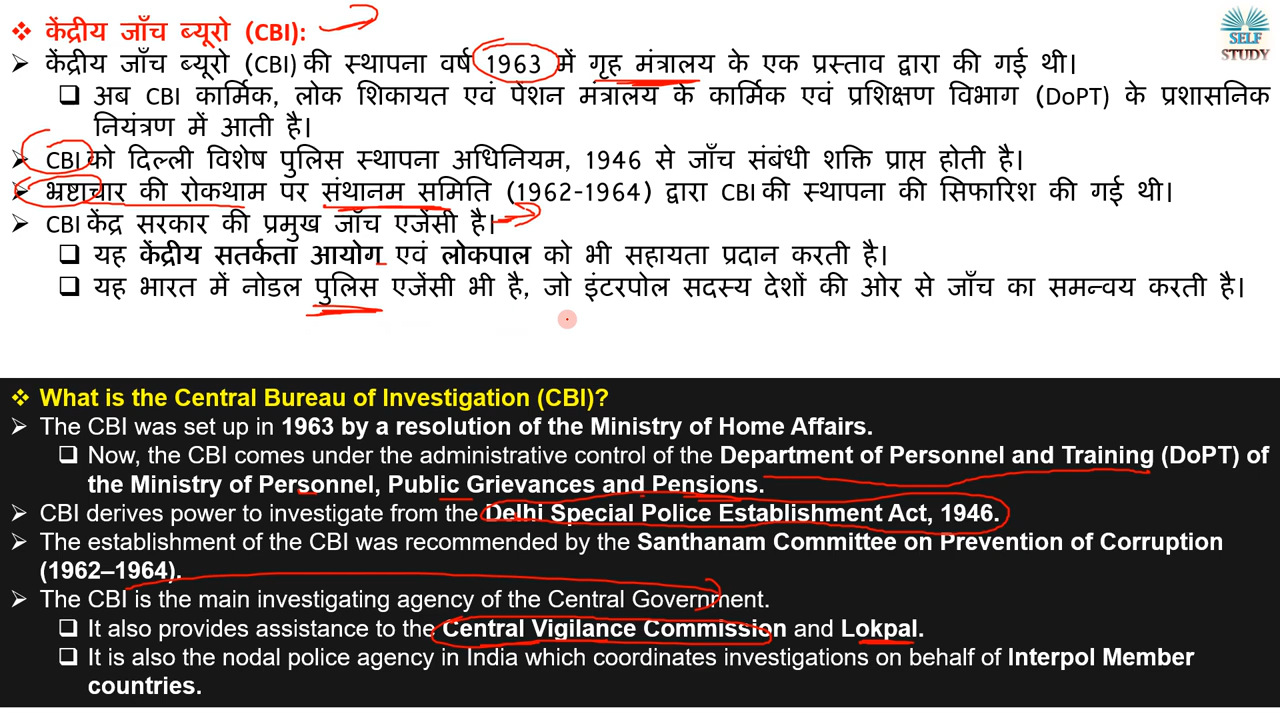 ❖ केंद्रीय जाँच ब्यूरो (CBI):
SELF
STUDY
➢ केंद्रीय जाँच ब्यूरो (CBI) की स्थापना वर्ष 1963 में गृह मंत्रालय के एक प्रस्ताव द्वारा की गई थी।
❑ अब CBI कार्मिक, लोक शिकायत एवं पेंशन मंत्रालय के कार्मिक एवं प्रशिक्षण विभाग (DoPT) के प्रशासनिक
नियंत्रण में आती है।
➢ CBI को दिल्ली विशेष पुलिस स्थापना अधिनियम, 1946 से जाँच संबंधी शक्ति प्राप्त होती है।
➢ भ्रष्टाचार की रोकथाम पर संथानम समिति (1962-1964) द्वारा CBI की स्थापना की सिफारिश की गई थी।
➢ CBI केंद्र सरकार की प्रमुख जाँच एजेंसी है।
❑ यह केंद्रीय सतर्कता आयोग एवं लोकपाल को भी सहायता प्रदान करती है।
❑ यह भारत में नोडल पुलिस एजेंसी भी है, जो इंटरपोल सदस्य देशों की ओर से जाँच का समन्वय करती है।
❖ What is the Central Bureau of Investigation (CBI)?
➢ The CBI was set up in 1963 by a resolution of the Ministry of Home Affairs.
❑ Now, the CBI comes under the administrative control of the Department of Personnel and Training (DoPT) of
the Ministry of Personnel, Public Grievances and Pensions.
➢ CBI derives power to investigate from the Delhi Special Police Establishment Act, 1946.
➢ The establishment of the CBI was recommended by the Santhanam Committee on Prevention of Corruption
(1962–1964).
➢ The CBI is the main investigating agency of the Central Government.
❑ It also provides assistance to the Central Vigilance Commission and Lokpal.
❑ It is also the nodal police agency in India which coordinates investigations on behalf of Interpol Member
countries.